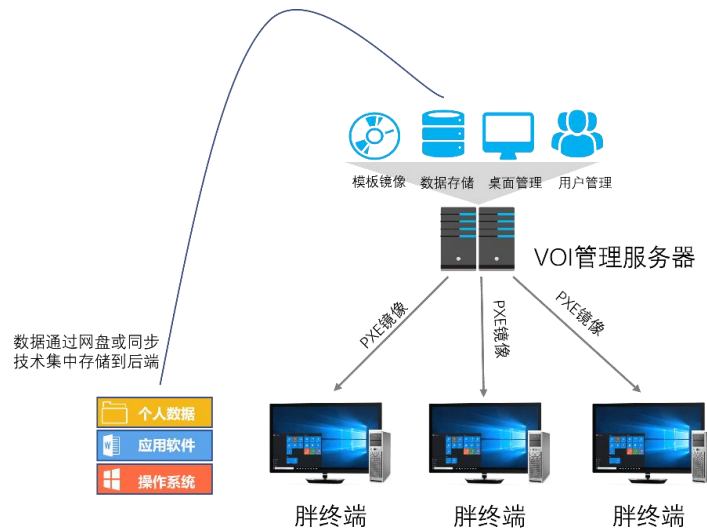 模板镜像 数据存储 桌面管理 用户管理
VOI管理服务器
PXE镜像 PXE镜像 PXE镜像
数据通过网盘或同步
技术集中存储到后端
个人数据
W 应用软件
操作系统
胖终端 胖终端 胖终端